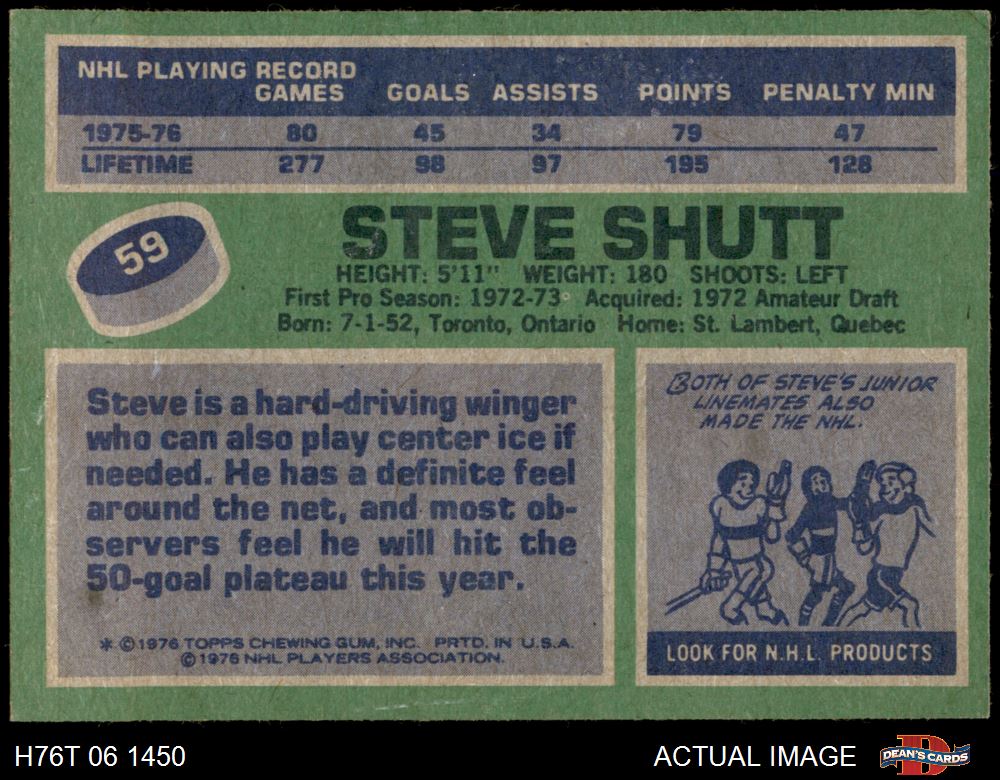 NHL PLAYING RECORD
GAMES GOALS ASSISTS POINTS PENALTY MIN
1975-76 80 45 34 79 47
LIFETIME 277 98 97 195 128
59
STEVE SHUTT
HEIGHT: 5'11" WEIGHT: 180 SHOOTS: LEFT
First Pro Season: 1972-73 Acquired: 1972 Amateur Draft
Born: 7-1-52, Toronto, Ontario Home: St. Lambert, Quebec
Steve is a hard-driving winger
who can also play center ice if
needed. He has a definite feel
around the net, and most ob-
servers feel he will hit the
50-goal plateau this year.
* ©1976 TOPPS CHEWING GUM, INC. PRTD. IN U.S.A.
©1976 NHL PLAYERS ASSOCIATION.
BOTH OF STEVE'S JUNIOR
LINEMATES ALSO
MADE THE NHL.
LOOK FOR N.H.L. PRODUCTS
H76T 06 1450
ACTUAL IMAGE
D
DEAN'S CARDS